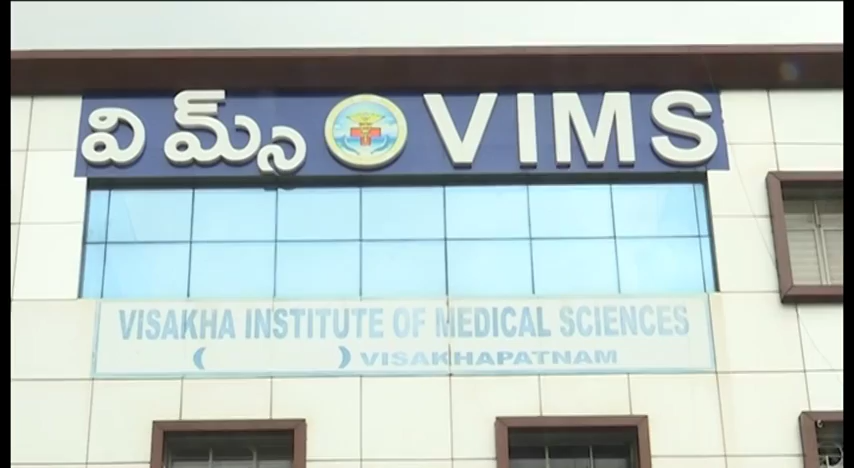 విమ్స్ VIMS
VISAKHA INSTITUTE OF MEDICAL SCIENCES
( ) VISAKHAPATNAM